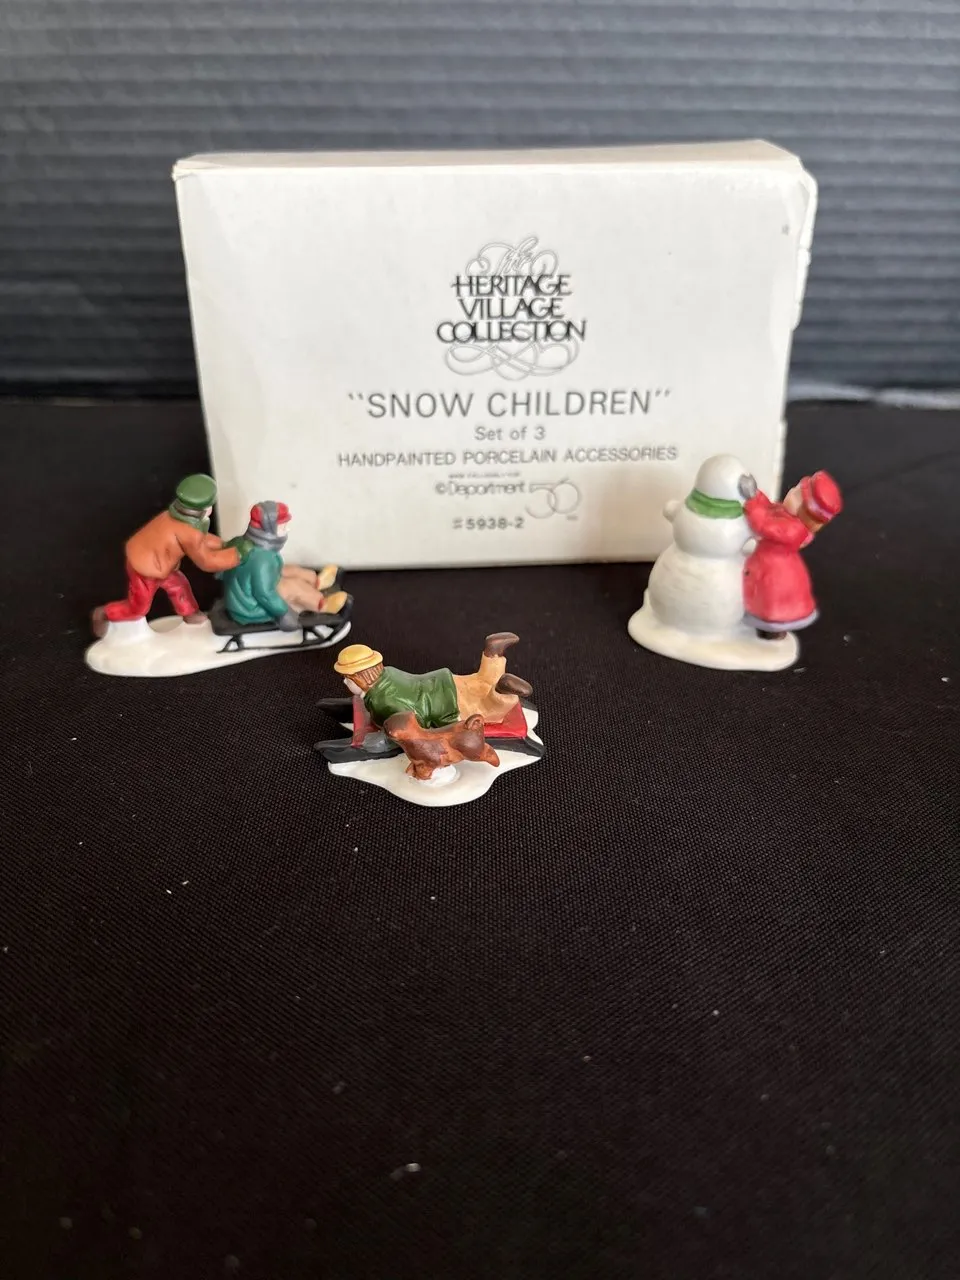 The
HERITAGE
VILLAGE
COLLECTION
"SNOW CHILDREN"
Set of 3
HANDPAINTED PORCELAIN ACCESSORIES
© Department 56
#5938-2